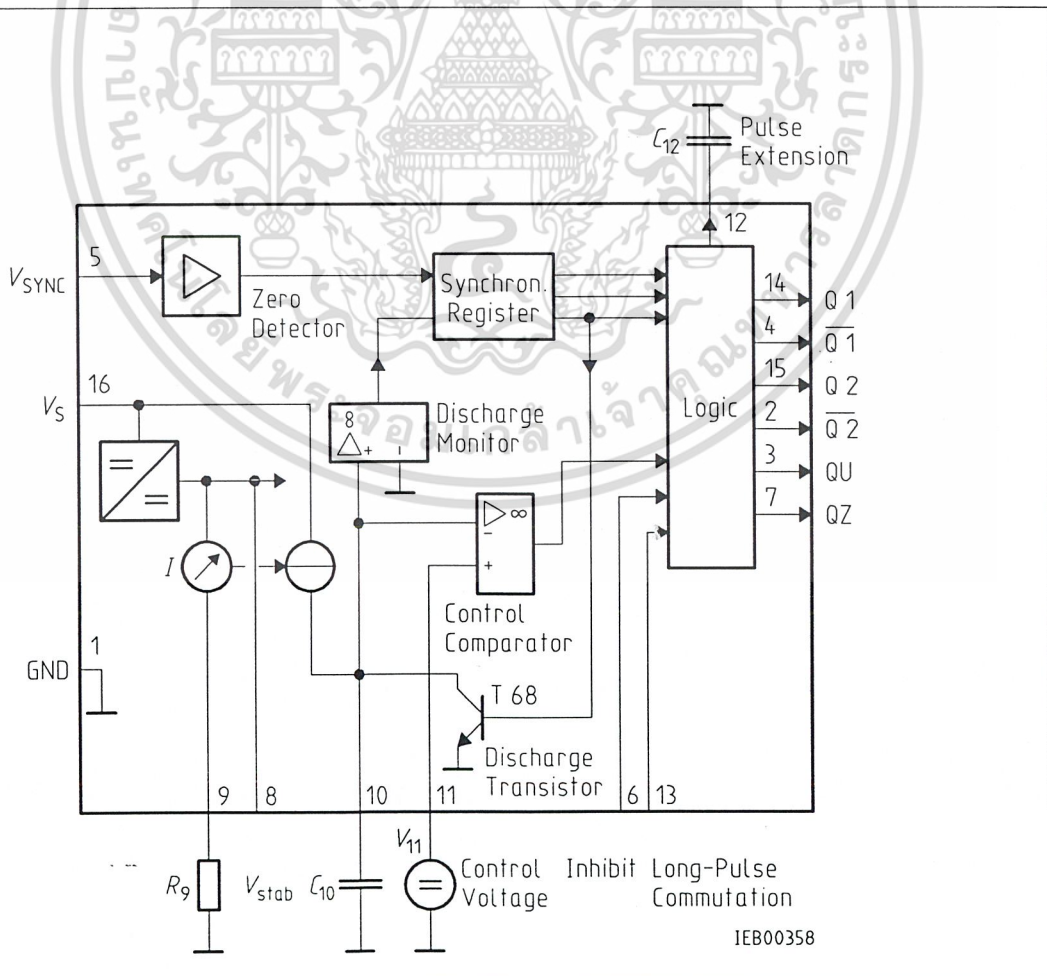 C12
Pulse
Extension
12
5
VSYNC
Zero
Detector
Synchron.
Register
14
Q 1
4
Q̅ 1̅
15
Q 2
2
Q̅ 2̅
3
QU
7
QZ
Logic
16
VS
8
+
-
Discharge
Monitor
∞
-
+
Control
Comparator
I
1
GND
T 68
Discharge
Transistor
9
8
10
11
6
13
R9
Vstab
C10
V11
Control
Voltage
Inhibit
Long-Pulse
Commutation
IEB00358